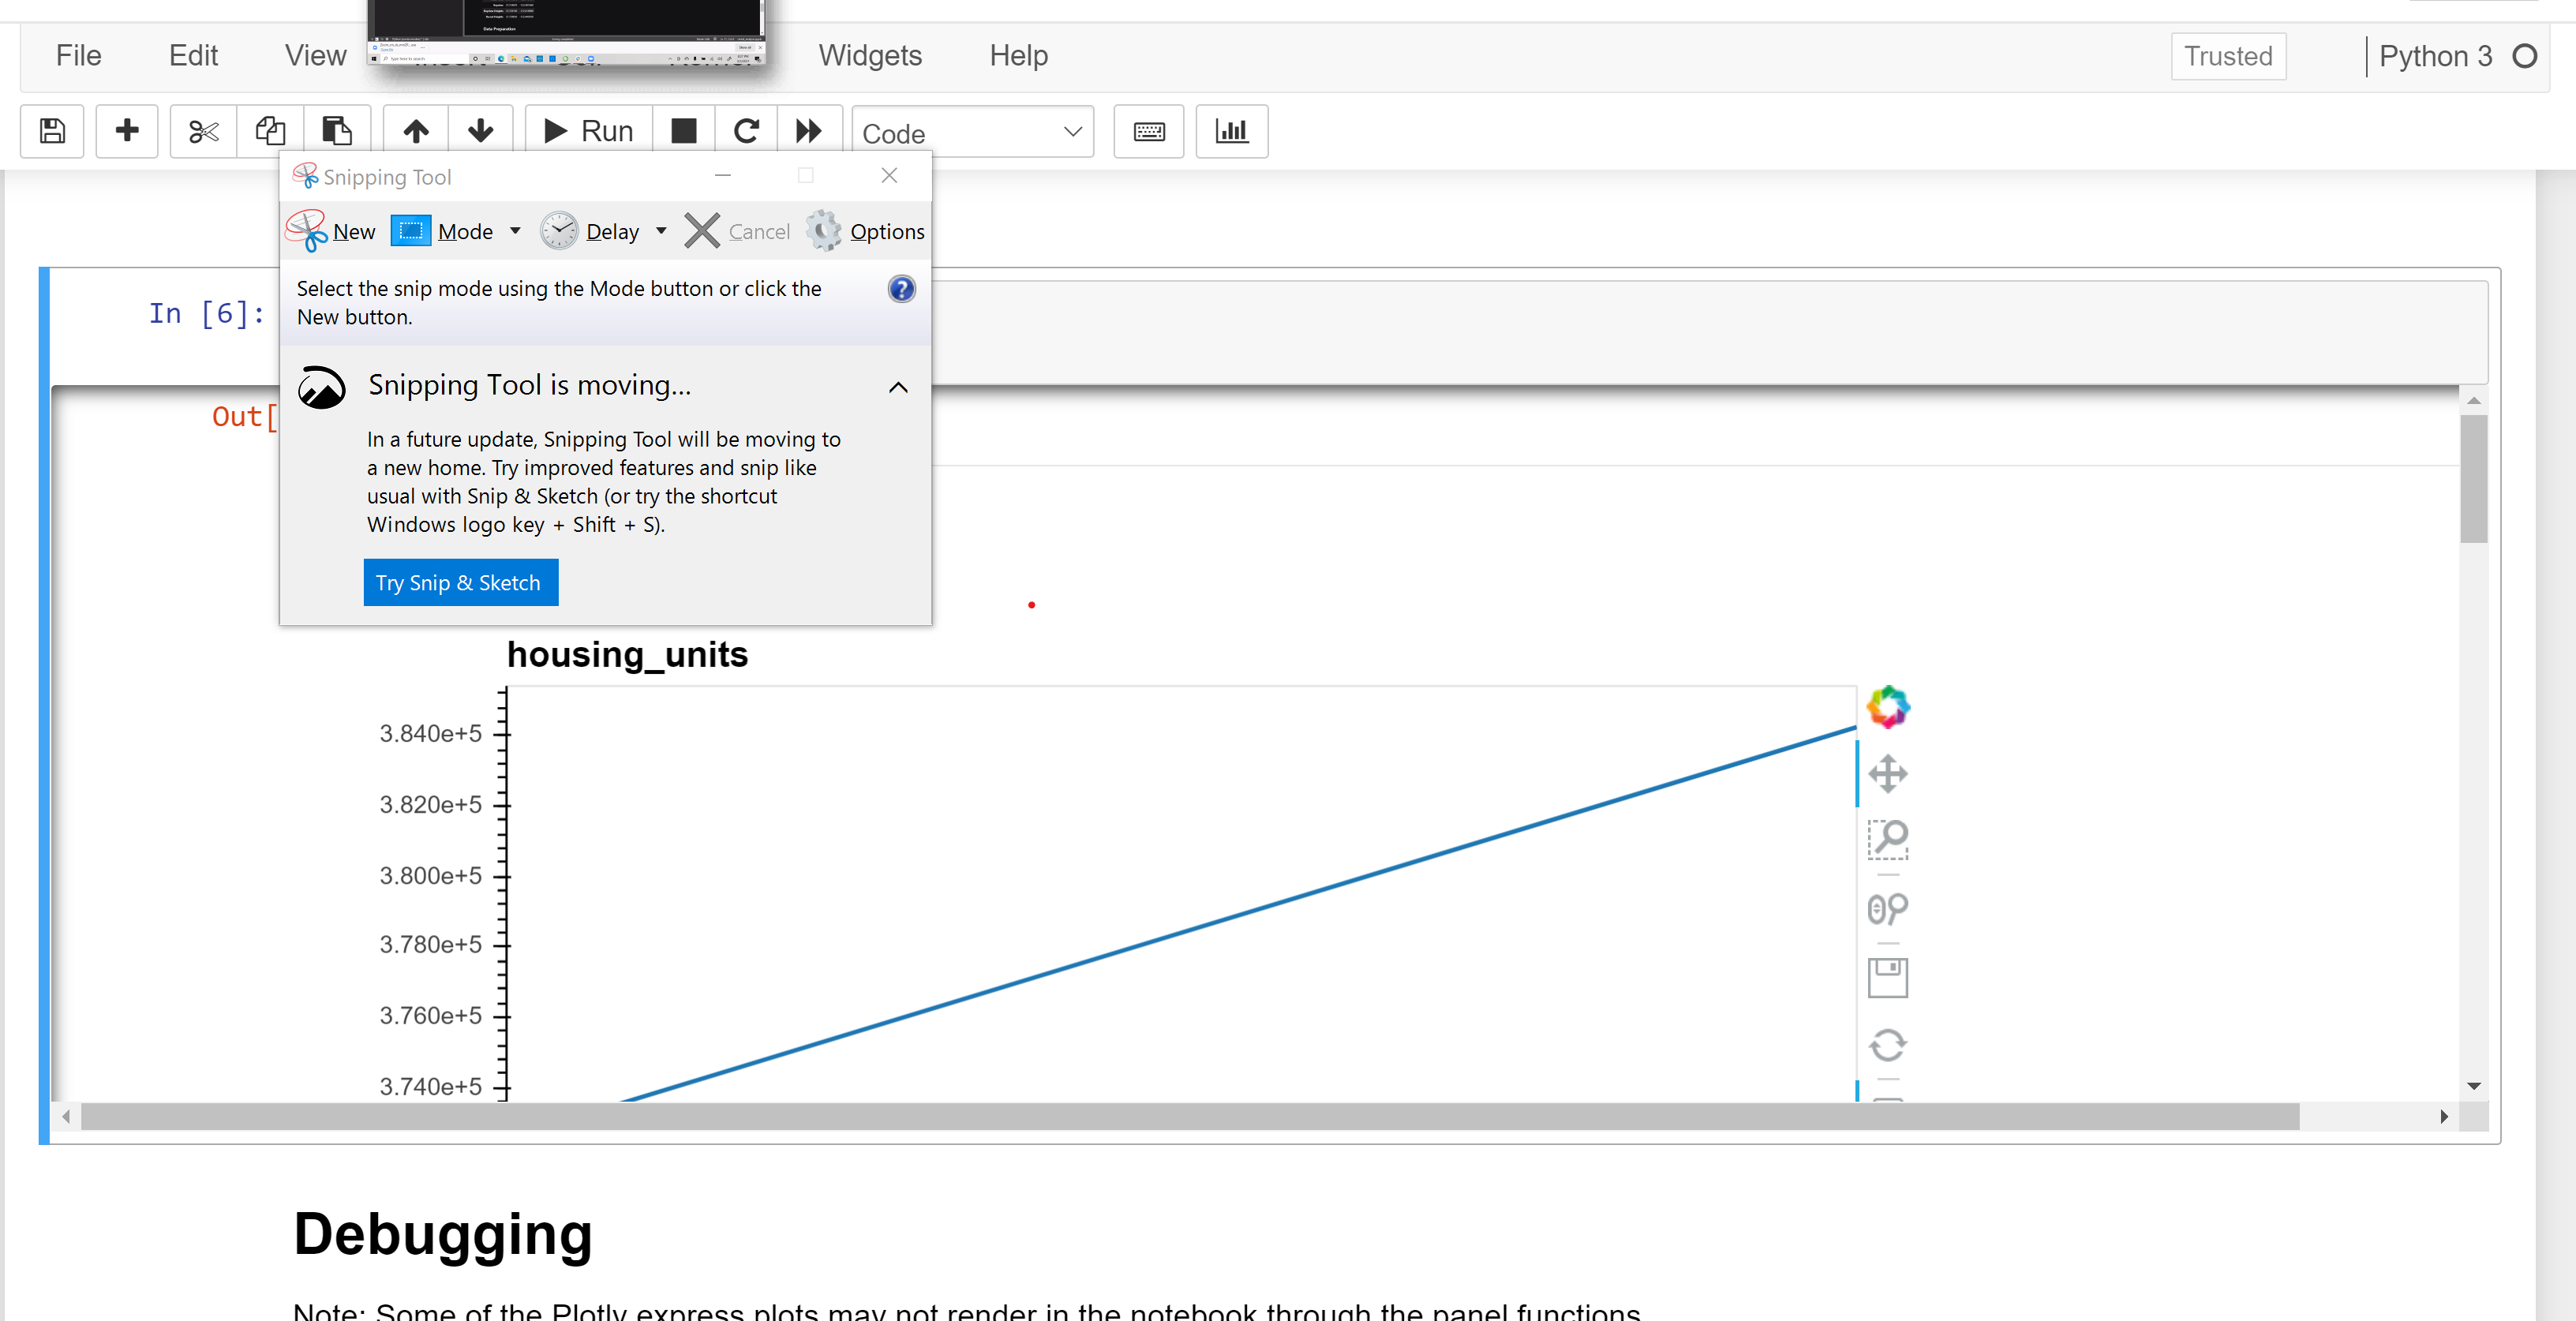 File Edit View Widgets Help Trusted Python 3
Run Code
Snipping Tool
New Mode Delay Cancel Options
Select the snip mode using the Mode button or click the
New button.
In [6]:
Snipping Tool is moving...
Out[
In a future update, Snipping Tool will be moving to
a new home. Try improved features and snip like
usual with Snip & Sketch (or try the shortcut
Windows logo key + Shift + S).
Try Snip & Sketch
housing_units
3.840e+5
3.820e+5
3.800e+5
3.780e+5
3.760e+5
3.740e+5
Debugging
Note: Some of the Plotly express plots may not render in the notebook through the panel functions.